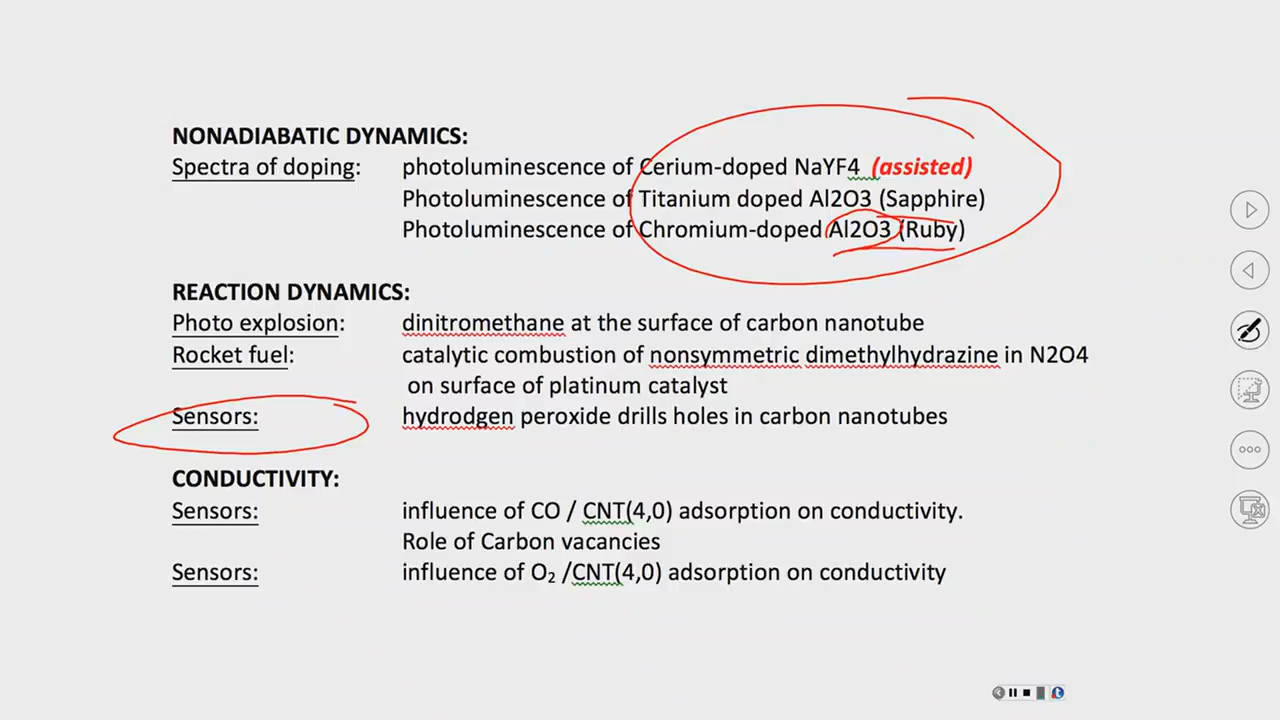 NONADIABATIC DYNAMICS:
Spectra of doping: photoluminescence of Cerium-doped NaYF4 (assisted)
Photoluminescence of Titanium doped Al2O3 (Sapphire)
Photoluminescence of Chromium-doped Al2O3 (Ruby)
REACTION DYNAMICS:
Photo explosion: dinitromethane at the surface of carbon nanotube
Rocket fuel: catalytic combustion of nonsymmetric dimethylhydrazine in N2O4
on surface of platinum catalyst
Sensors: hydrodgen peroxide drills holes in carbon nanotubes
CONDUCTIVITY:
Sensors: influence of CO / CNT(4,0) adsorption on conductivity.
Role of Carbon vacancies
Sensors: influence of O₂ /CNT(4,0) adsorption on conductivity